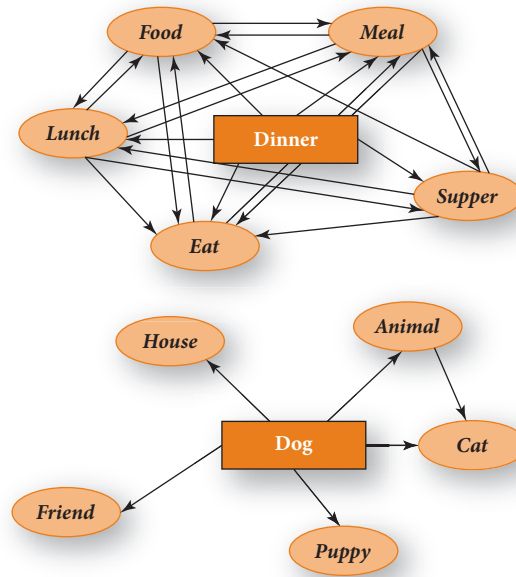 Food
Meal
Lunch
Dinner
Supper
Eat
House
Animal
Dog
Cat
Friend
Puppy